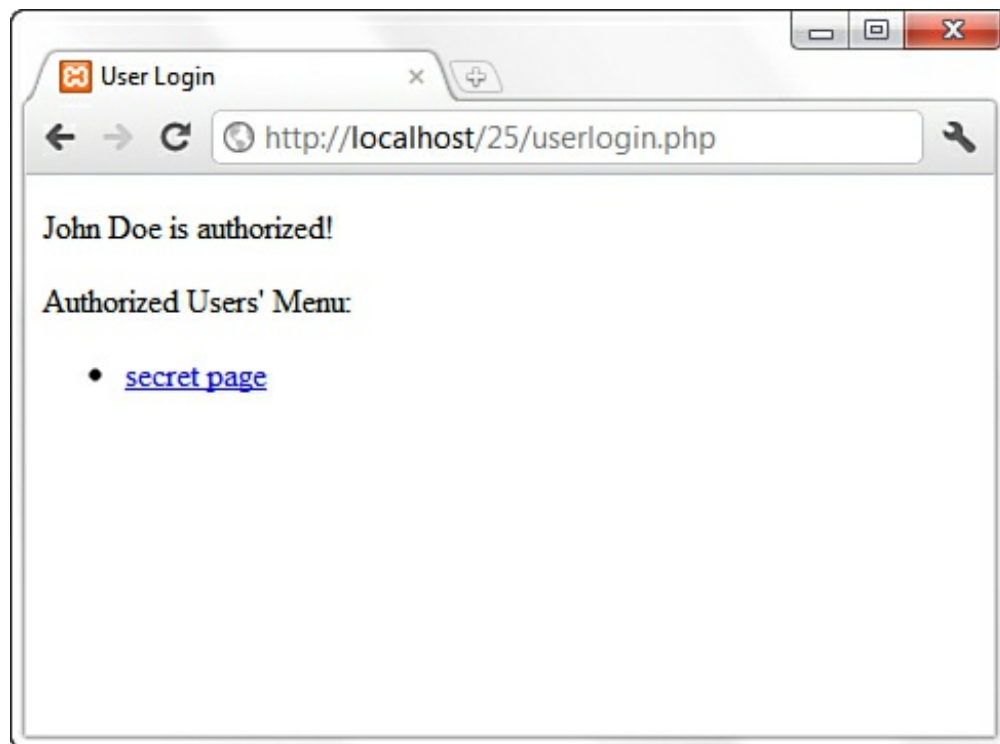 User Login
http://localhost/25/userlogin.php
John Doe is authorized!
Authorized Users' Menu:
secret page